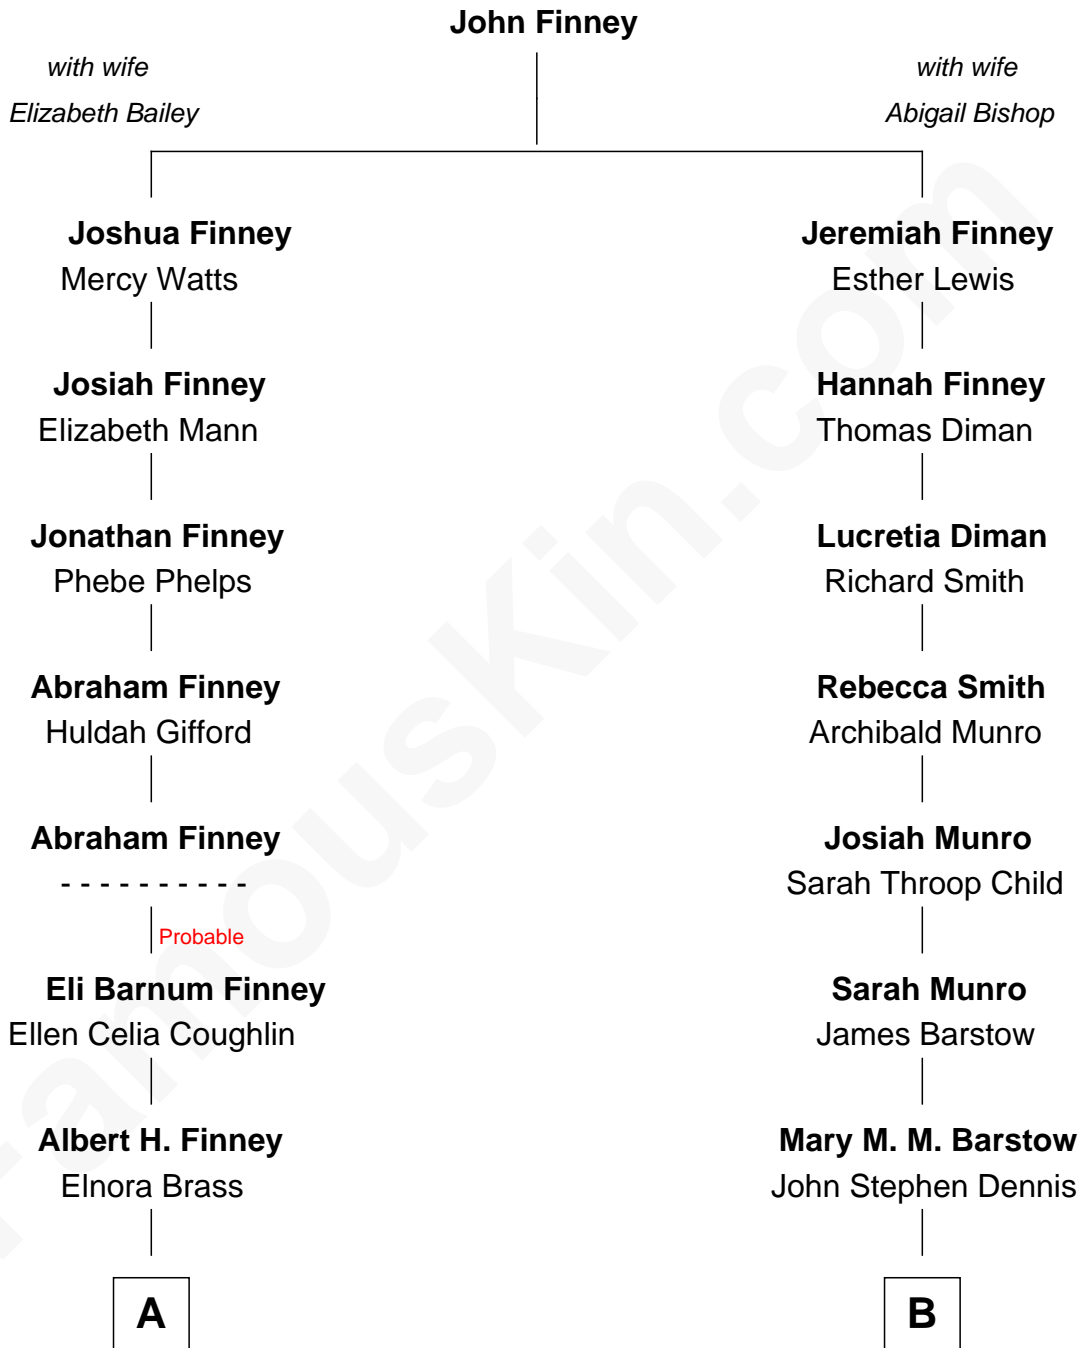 John Finney
with wife
Elizabeth Bailey
with wife
Abigail Bishop
Joshua Finney
Mercy Watts
Jeremiah Finney
Esther Lewis
Josiah Finney
Elizabeth Mann
Hannah Finney
Thomas Diman
Jonathan Finney
Phebe Phelps
Lucretia Diman
Richard Smith
Abraham Finney
Huldah Gifford
Rebecca Smith
Archibald Munro
Abraham Finney
- - - - - - - - - -
Josiah Munro
Sarah Throop Child
Probable
Eli Barnum Finney
Ellen Celia Coughlin
Sarah Munro
James Barstow
Albert H. Finney
Elnora Brass
Mary M. M. Barstow
John Stephen Dennis
A
B
FamousKin.com